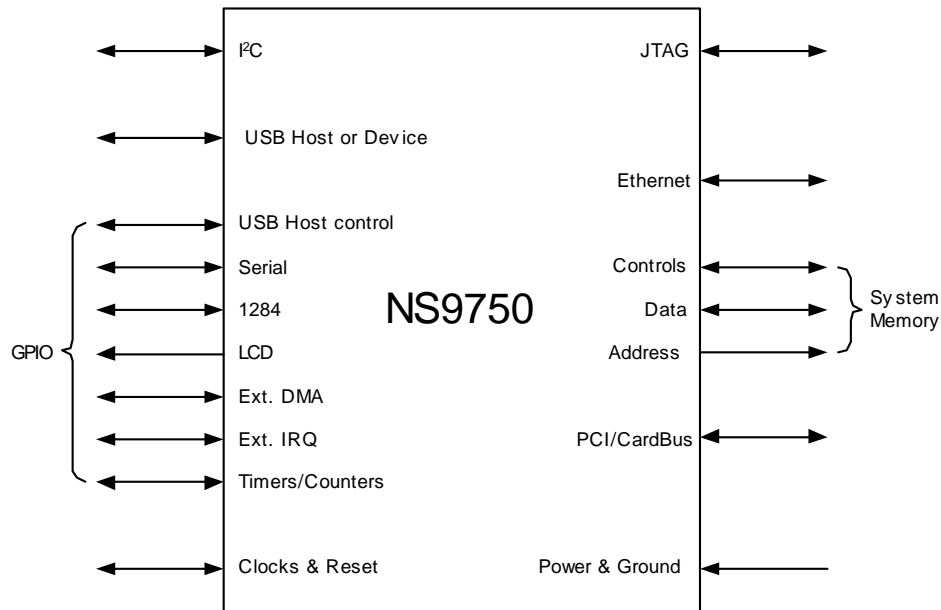 I²C
JTAG
USB Host or Device
Ethernet
USB Host control
Serial
Controls
1284
NS9750
Data
System
Memory
GPIO
LCD
Address
Ext. DMA
Ext. IRQ
PCI/CardBus
Timers/Counters
Clocks & Reset
Power & Ground